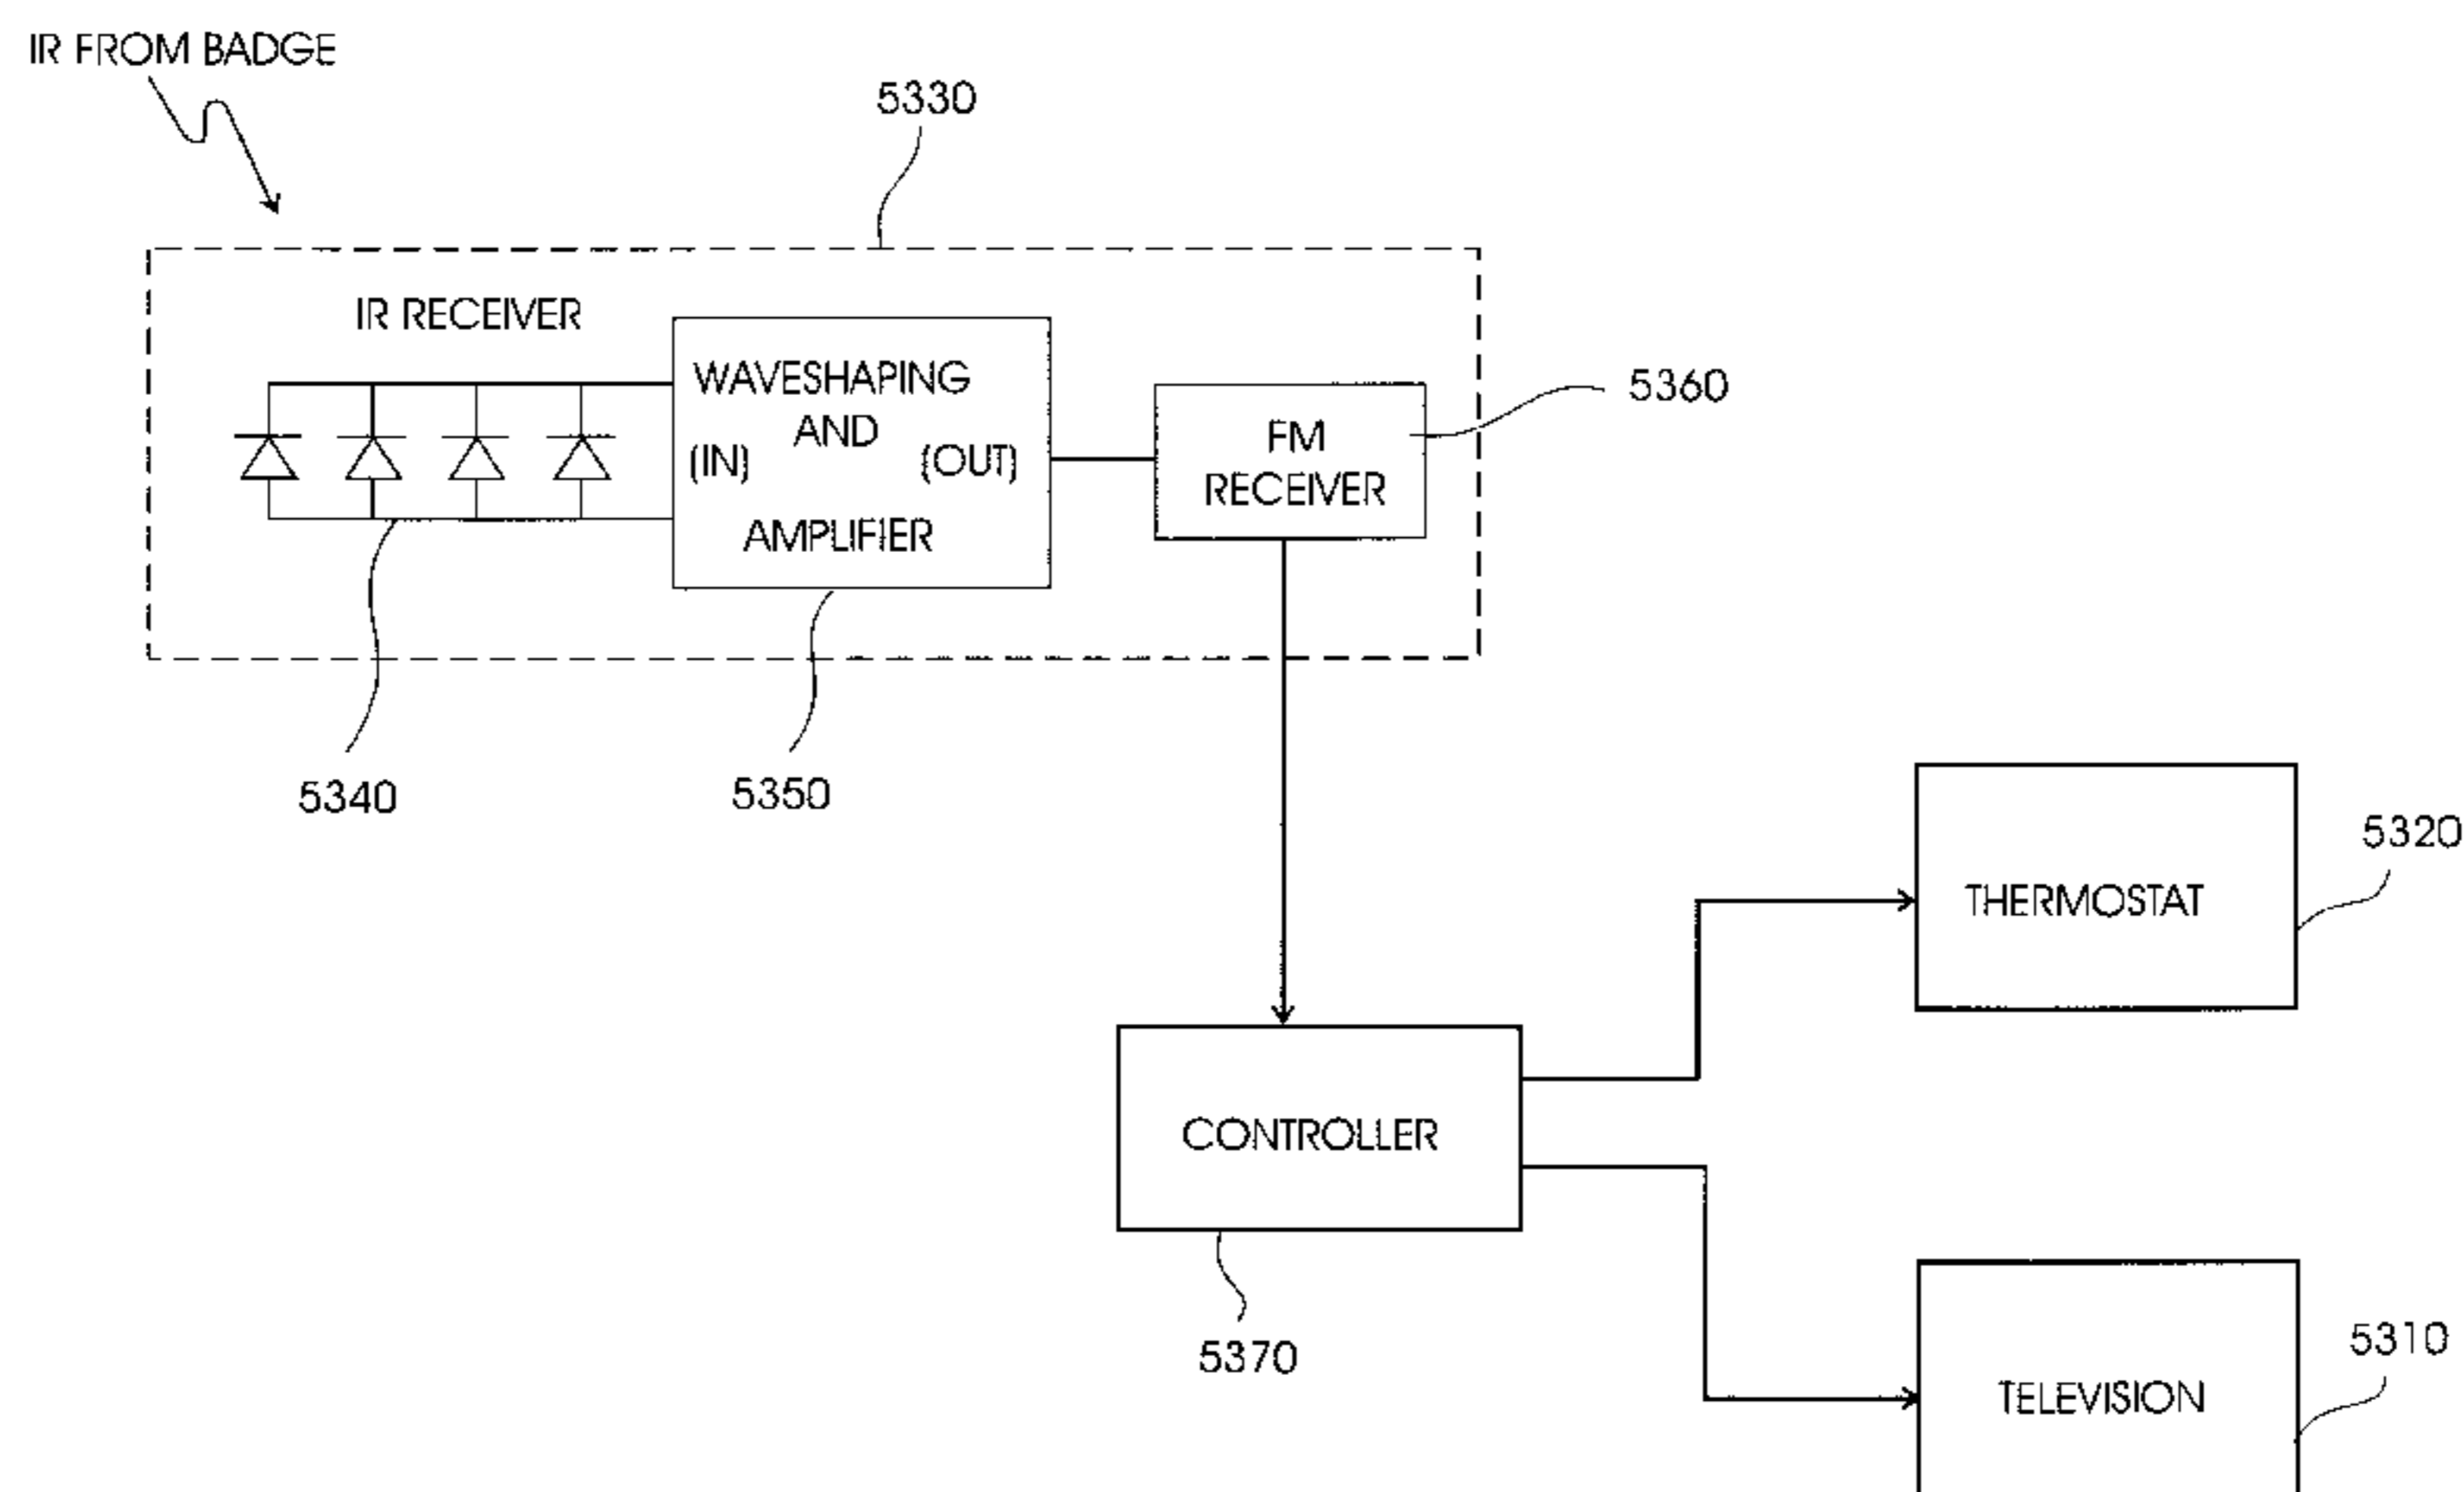 IR FROM BADGE
5330
IR RECEIVER
WAVESHAPING
AND
(IN)
(OUT)
AMPLIFIER
FM
RECEIVER
5360
5340
5350
THERMOSTAT
5320
CONTROLLER
5370
TELEVISION
5310